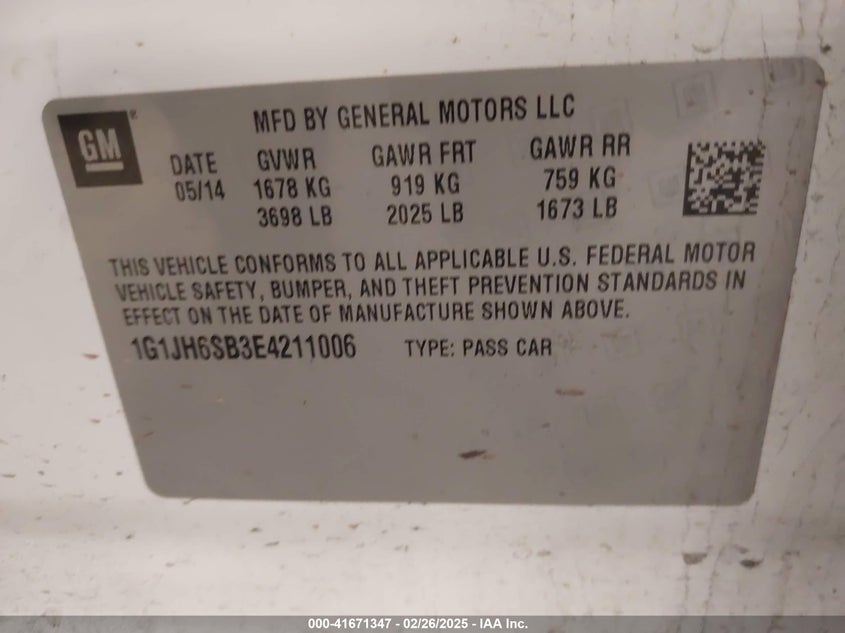 GM ®
MFD BY GENERAL MOTORS LLC
DATE GVWR GAWR FRT GAWR RR
05/14 1678 KG 919 KG 759 KG
3698 LB 2025 LB 1673 LB
THIS VEHICLE CONFORMS TO ALL APPLICABLE U.S. FEDERAL MOTOR
VEHICLE SAFETY, BUMPER, AND THEFT PREVENTION STANDARDS IN
EFFECT ON THE DATE OF MANUFACTURE SHOWN ABOVE.
1G1JH6SB3E4211006 TYPE: PASS CAR
000-41671347 - 02/26/2025 - IAA Inc.